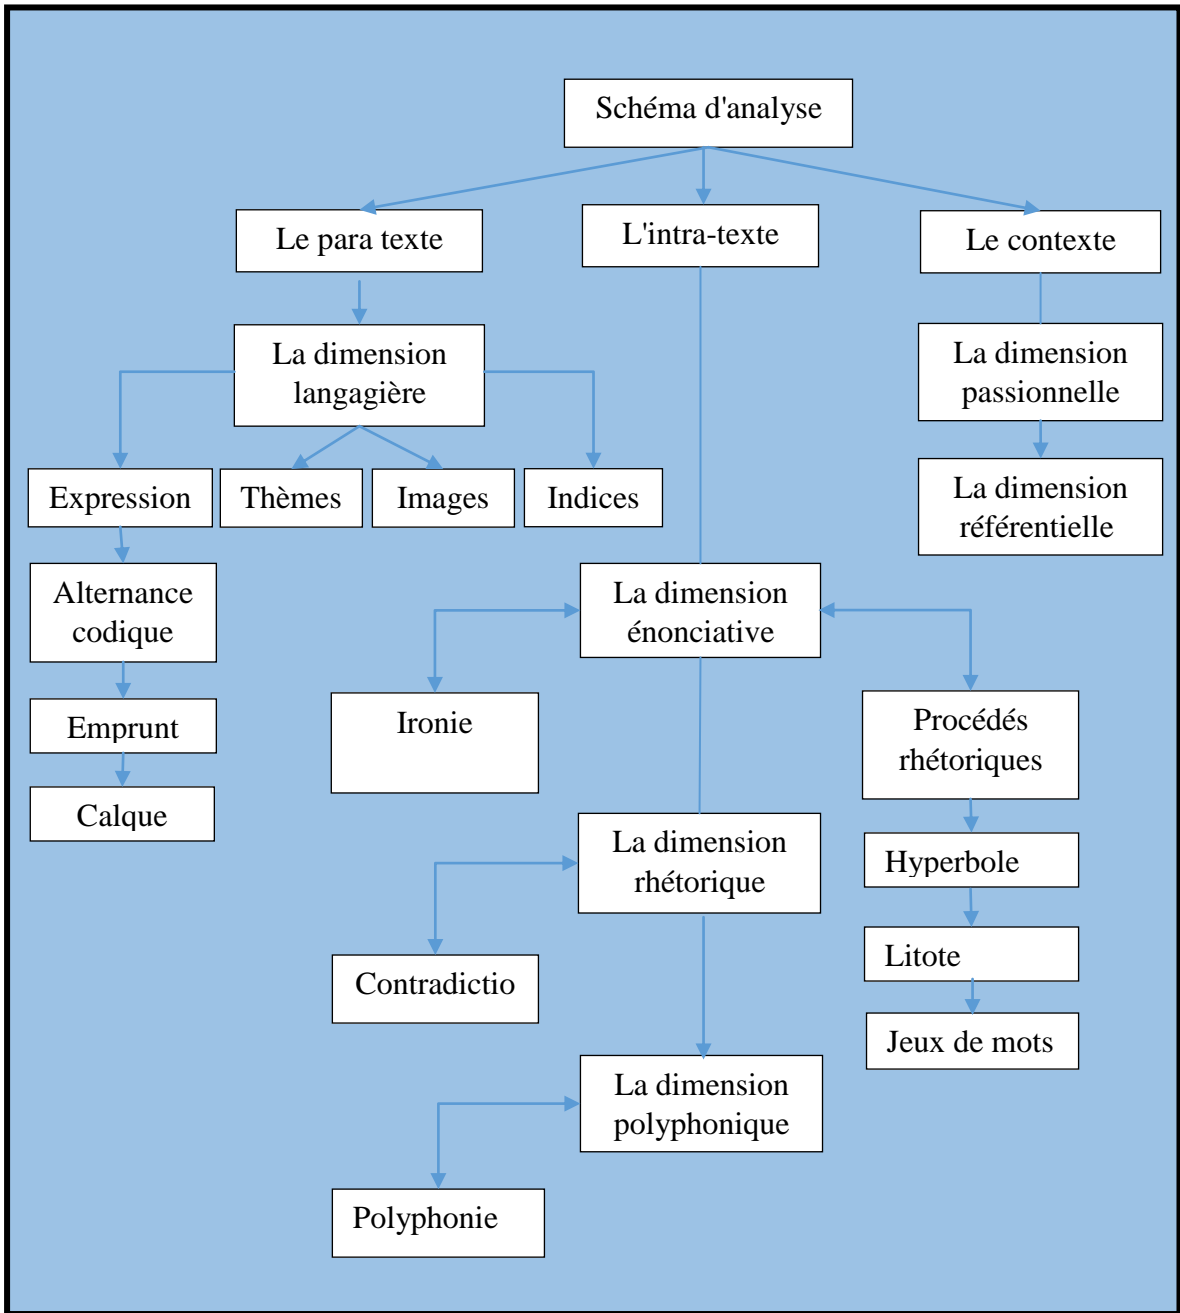 Schéma d'analyse
Le para texte
L'intra-texte
Le contexte
La dimension
langagière
La dimension
passionnelle
Expression
Thèmes
Images
Indices
La dimension
référentielle
Alternance
codique
La dimension
énonciative
Emprunt
Ironie
Procédés
rhétoriques
Calque
La dimension
rhétorique
Hyperbole
Contradictio
Litote
Jeux de mots
La dimension
polyphonique
Polyphonie